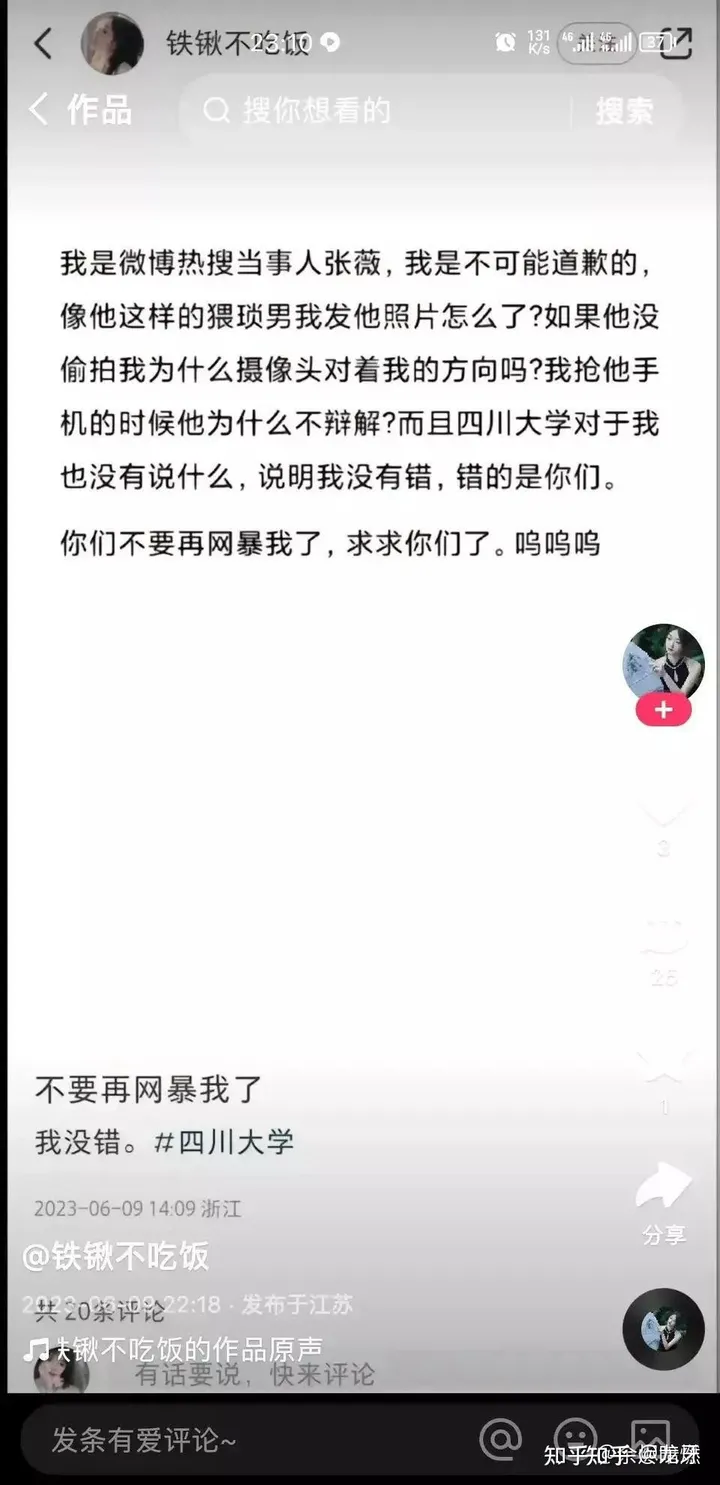 铁锹不吃饭
23:10
131 K/s
46
46
37
作品
搜你想看的
搜索
我是微博热搜当事人张薇，我是不可能道歉的，
像他这样的猥琐男我发他照片怎么了?如果他没
偷拍我为什么摄像头对着我的方向吗?我抢他手
机的时候他为什么不辩解?而且四川大学对于我
也没有说什么，说明我没有错，错的是你们。
你们不要再网暴我了，求求你们了。呜呜呜
3
26
1
不要再网暴我了
我没错。#四川大学
2023-06-09 14:09 浙江
分享
@铁锹不吃饭
2023-06-09 22:18 · 发布于江苏
共 20条评论
铁锹不吃饭的作品原声
有话要说，快来评论
发条有爱评论~
知乎